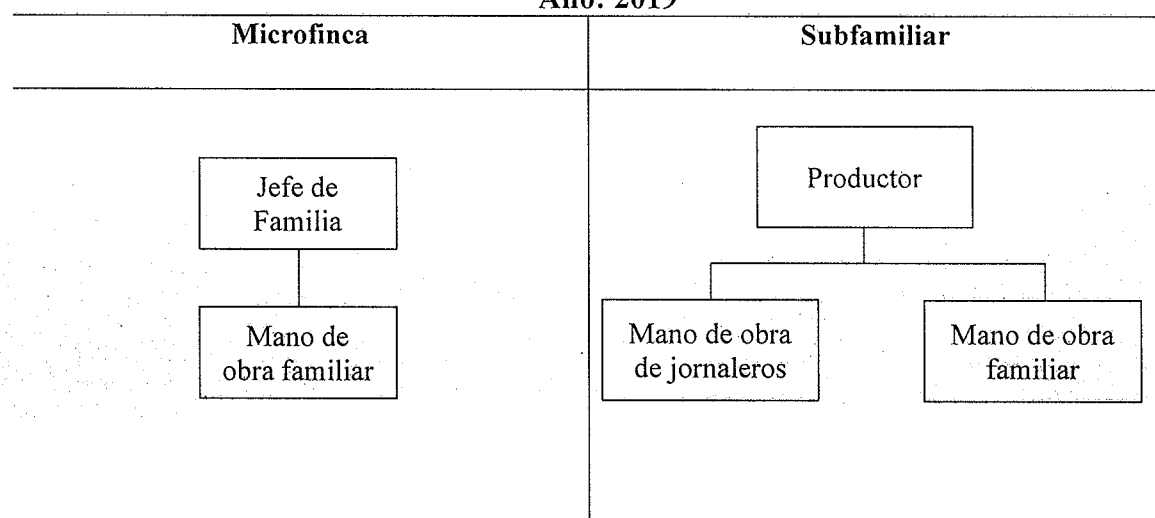 Año: 2019
Microfinca
Subfamiliar
Jefe de
Familia
Mano de
obra familiar
Productor
Mano de obra
de jornaleros
Mano de obra
familiar